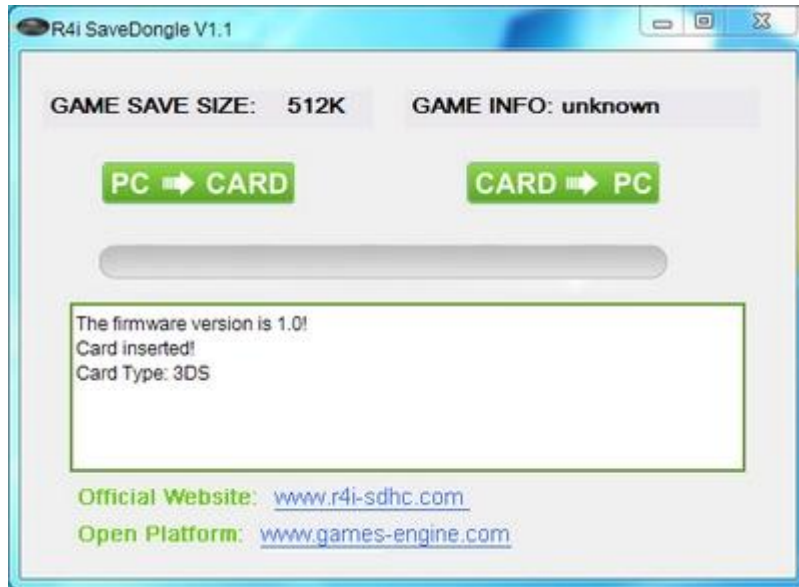 R4i SaveDongle V1.1
GAME SAVE SIZE: 512K GAME INFO: unknown
PC ➡ CARD CARD ➡ PC
The firmware version is 1.0!
Card inserted!
Card Type: 3DS
Official Website: www.r4i-sdhc.com
Open Platform: www.games-engine.com